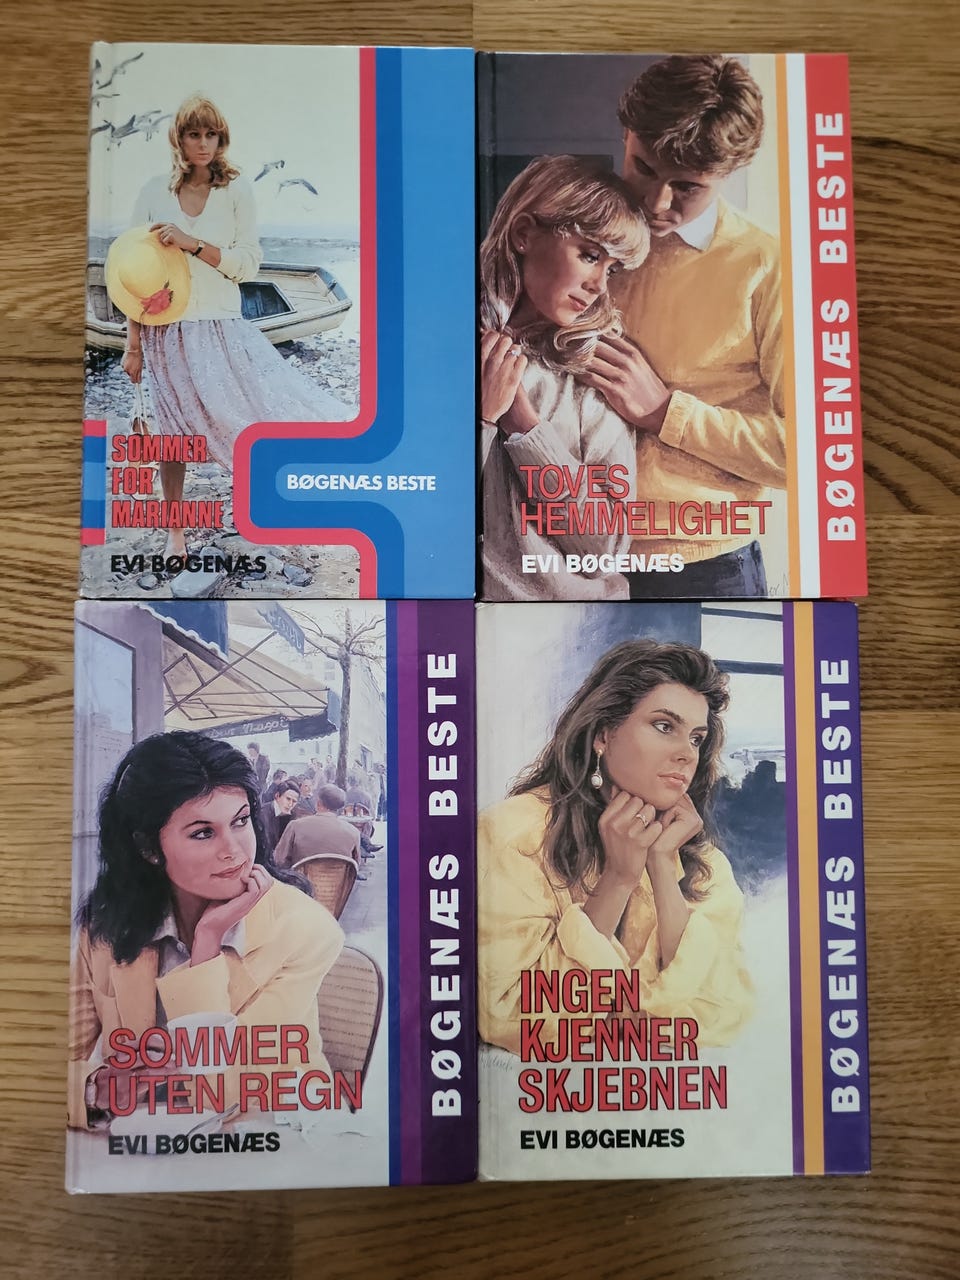 SOMMER
FOR
MARIANNE
EVI BØGENÆS
BØGENÆS BESTE
TOVES
HEMMELIGHET
EVI BØGENÆS
BØGENÆS BESTE
SOMMER
UTEN REGN
EVI BØGENÆS
BØGENÆS BESTE
INGEN
KJENNER
SKJEBNEN
EVI BØGENÆS
BØGENÆS BESTE